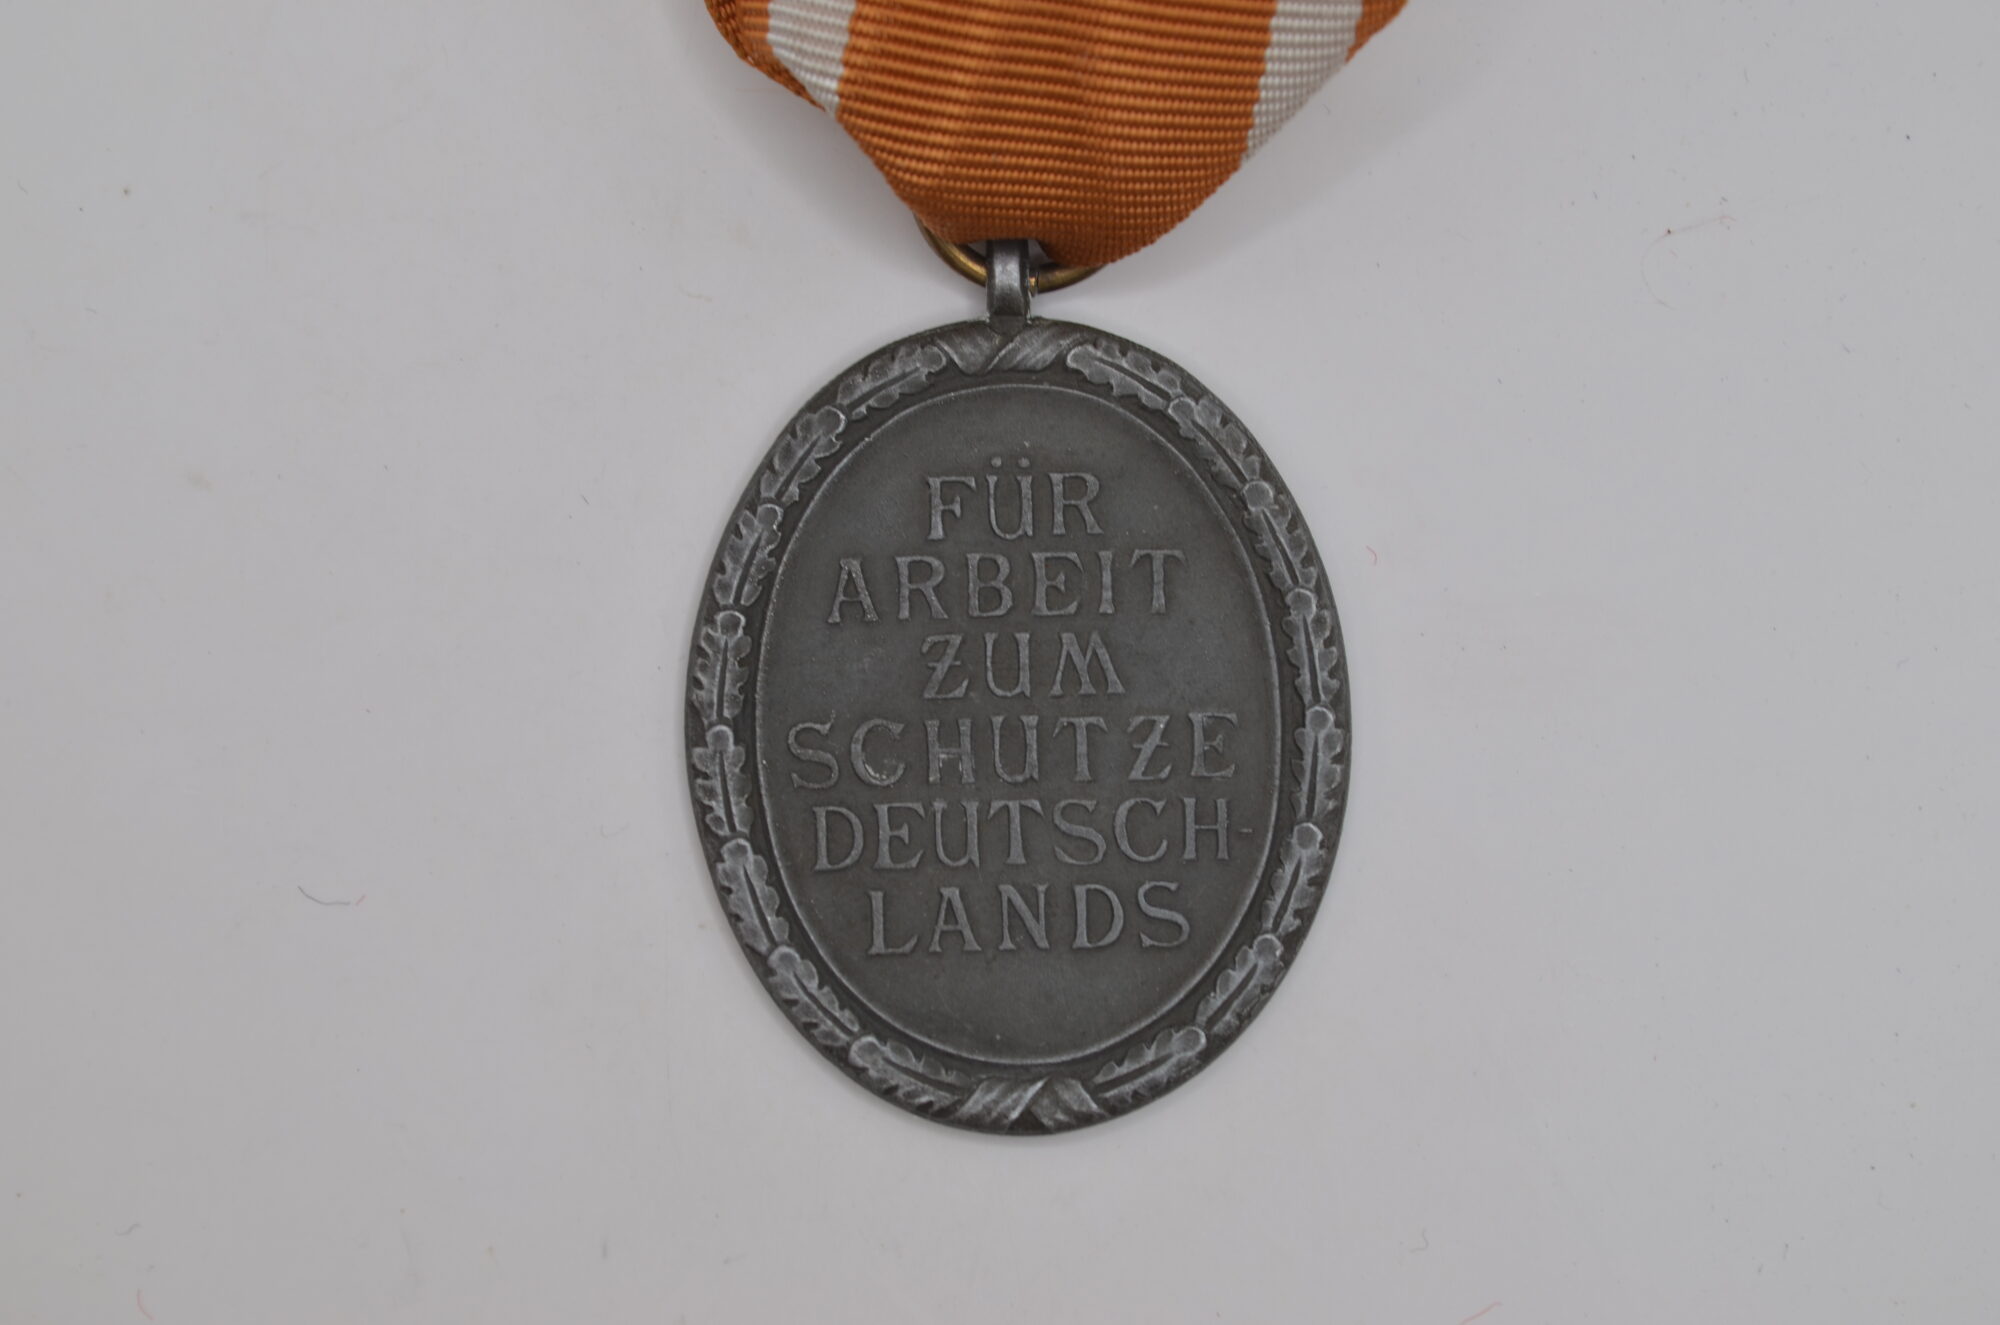 FÜR
ARBEIT
ZUM
SCHUTZE
DEUTSCH-
LANDS